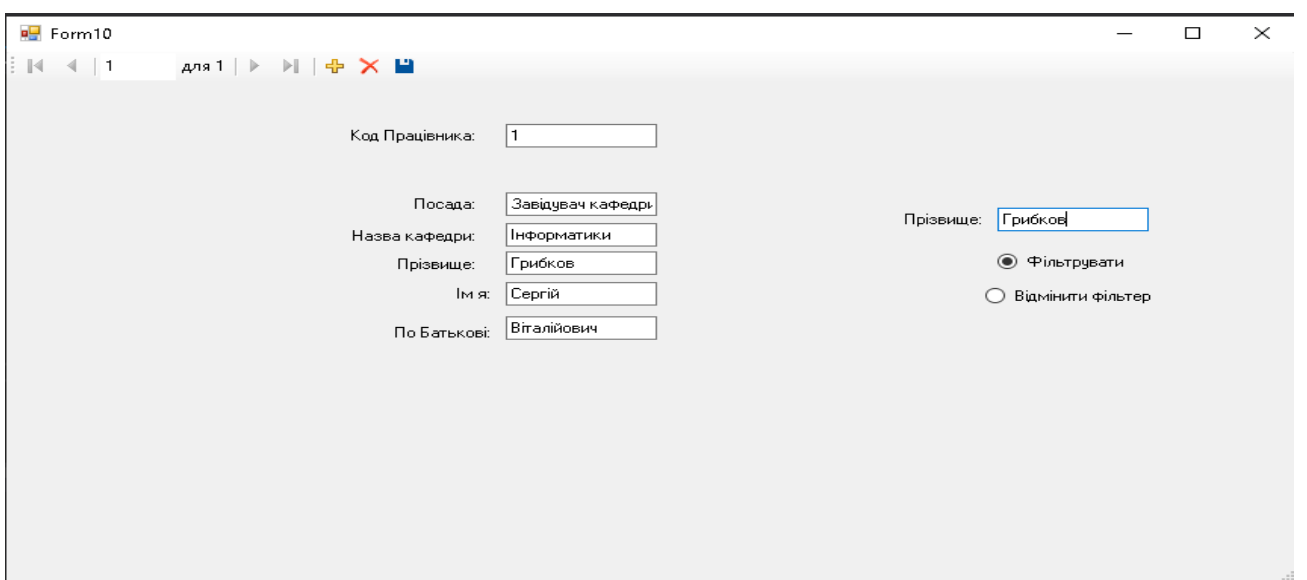 Form10
1 для 1
Код Працівника: 1
Посада: Завідувач кафедри
Назва кафедри: Інформатики
Прізвище: Грибков
Ім я: Сергій
По Батькові: Віталійович
Прізвище: Грибков
Фільтрувати
Відмінити фільтер